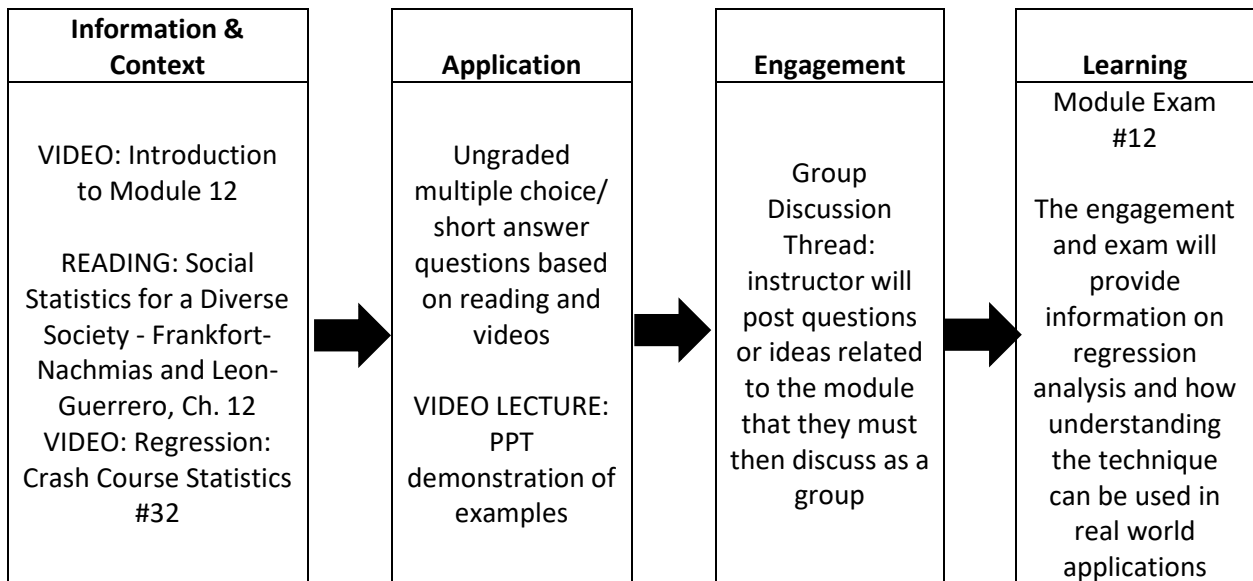 Information &
Context
VIDEO: Introduction
to Module 12
READING: Social
Statistics for a Diverse
Society - Frankfort-
Nachmias and Leon-
Guerrero, Ch. 12
VIDEO: Regression:
Crash Course Statistics
#32
Application
Ungraded
multiple choice/
short answer
questions based
on reading and
videos
VIDEO LECTURE:
PPT
demonstration of
examples
Engagement
Group
Discussion
Thread:
instructor will
post questions
or ideas related
to the module
that they must
then discuss as a
group
Learning
Module Exam
#12
The engagement
and exam will
provide
information on
regression
analysis and how
understanding
the technique
can be used in
real world
applications